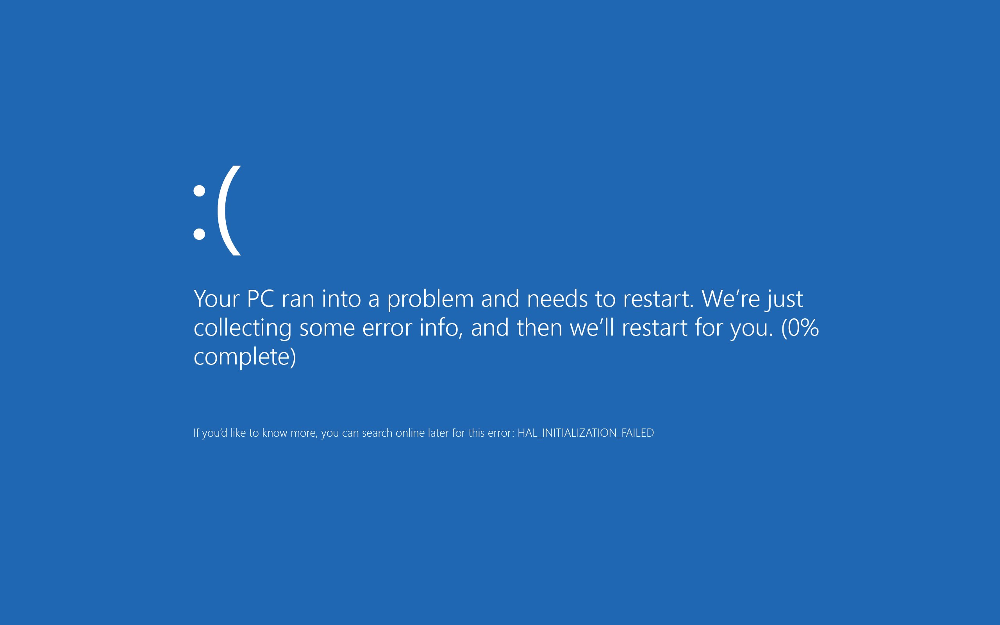 :(
Your PC ran into a problem and needs to restart. We’re just
collecting some error info, and then we’ll restart for you. (0%
complete)
If you’d like to know more, you can search online later for this error: HAL_INITIALIZATION_FAILED